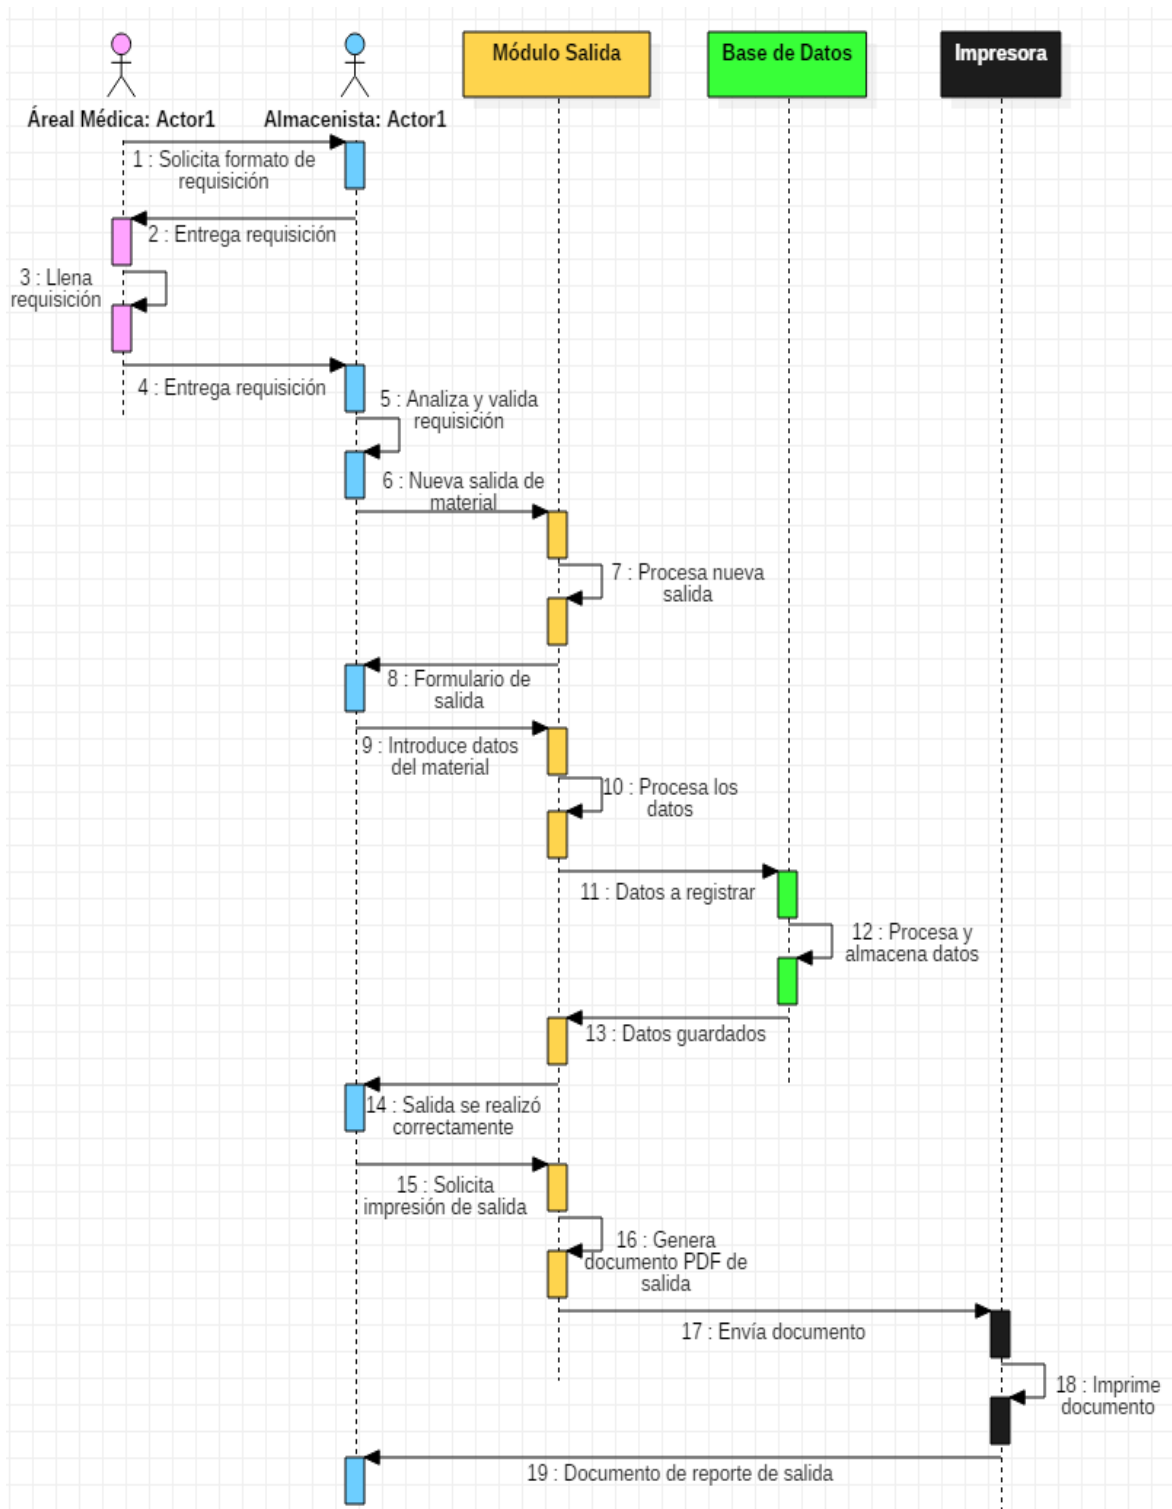 Módulo Salida
Base de Datos
Impresora
Áreal Médica: Actor1
Almacenista: Actor1
1 : Solicita formato de
requisición
2 : Entrega requisición
3 : Llena
requisición
4 : Entrega requisición
5 : Analiza y valida
requisición
6 : Nueva salida de
material
7 : Procesa nueva
salida
8 : Formulario de
salida
9 : Introduce datos
del material
10 : Procesa los
datos
11 : Datos a registrar
12 : Procesa y
almacena datos
13 : Datos guardados
14 : Salida se realizó
correctamente
15 : Solicita
impresión de salida
16 : Genera
documento PDF de
salida
17 : Envía documento
18 : Imprime
documento
19 : Documento de reporte de salida